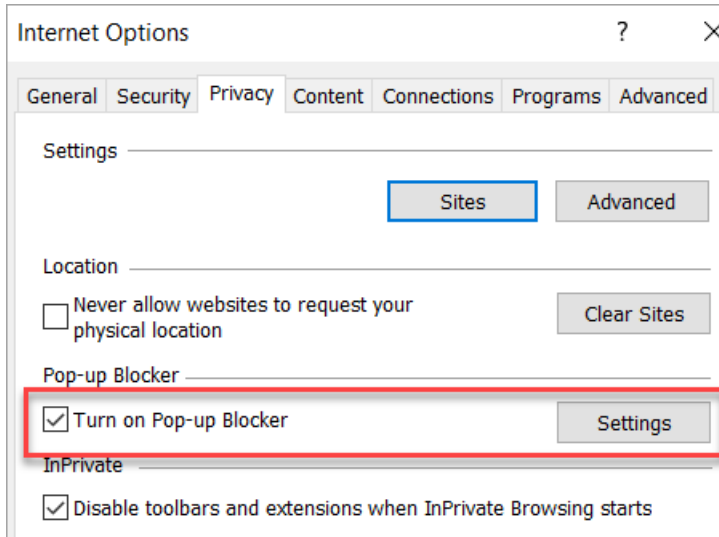 Internet Options ?
General Security Privacy Content Connections Programs Advanced
Settings
Sites Advanced
Location
Never allow websites to request your
physical location
Clear Sites
Pop-up Blocker
Turn on Pop-up Blocker Settings
InPrivate
Disable toolbars and extensions when InPrivate Browsing starts